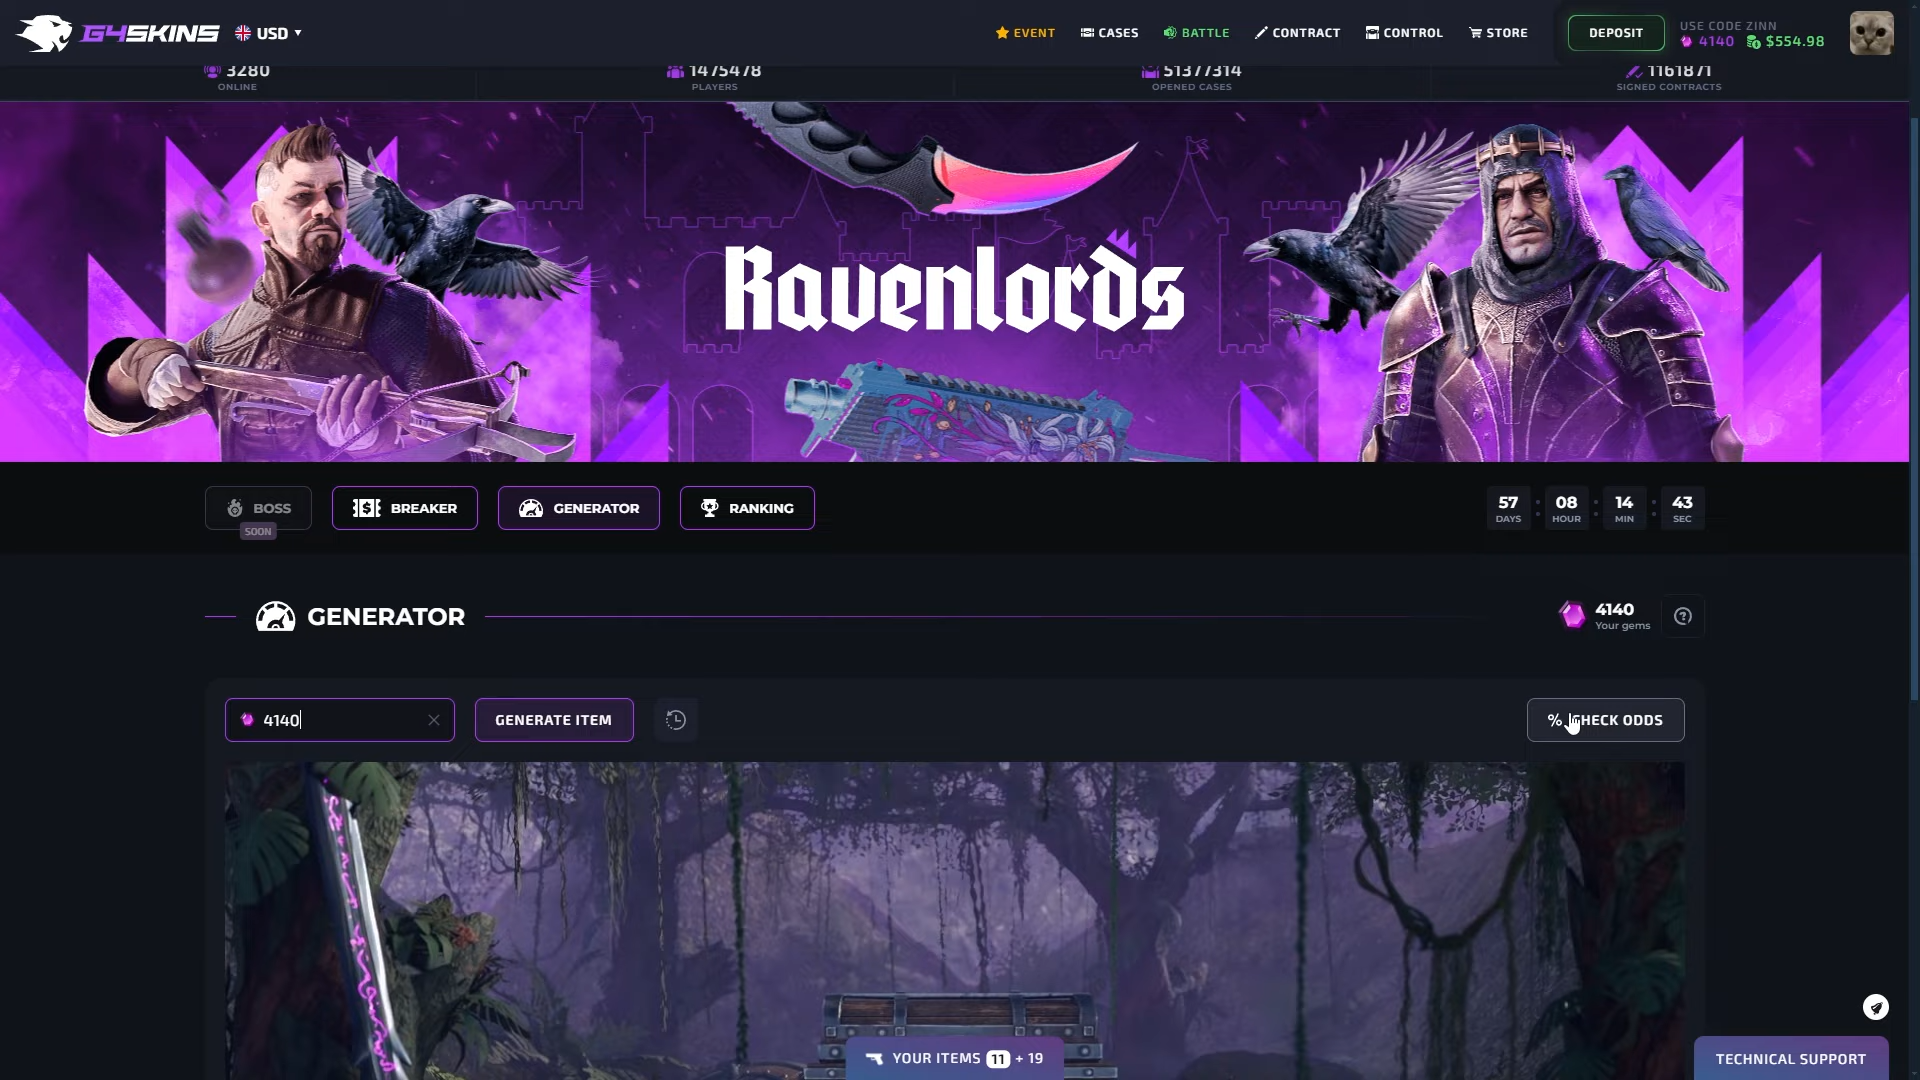 G4SKINS
USD
EVENT
CASES
BATTLE
CONTRACT
CONTROL
STORE
DEPOSIT
USE CODE ZINN
4140 $554.98
3280
ONLINE
1475478
PLAYERS
51377314
OPENED CASES
1161871
SIGNED CONTRACTS
Ravenlords
BOSS
SOON
BREAKER
GENERATOR
RANKING
57 : 08 : 14 : 43
DAYS HOUR MIN SEC
GENERATOR
4140
Your gems
4140
GENERATE ITEM
% CHECK ODDS
YOUR ITEMS 11 + 19
TECHNICAL SUPPORT